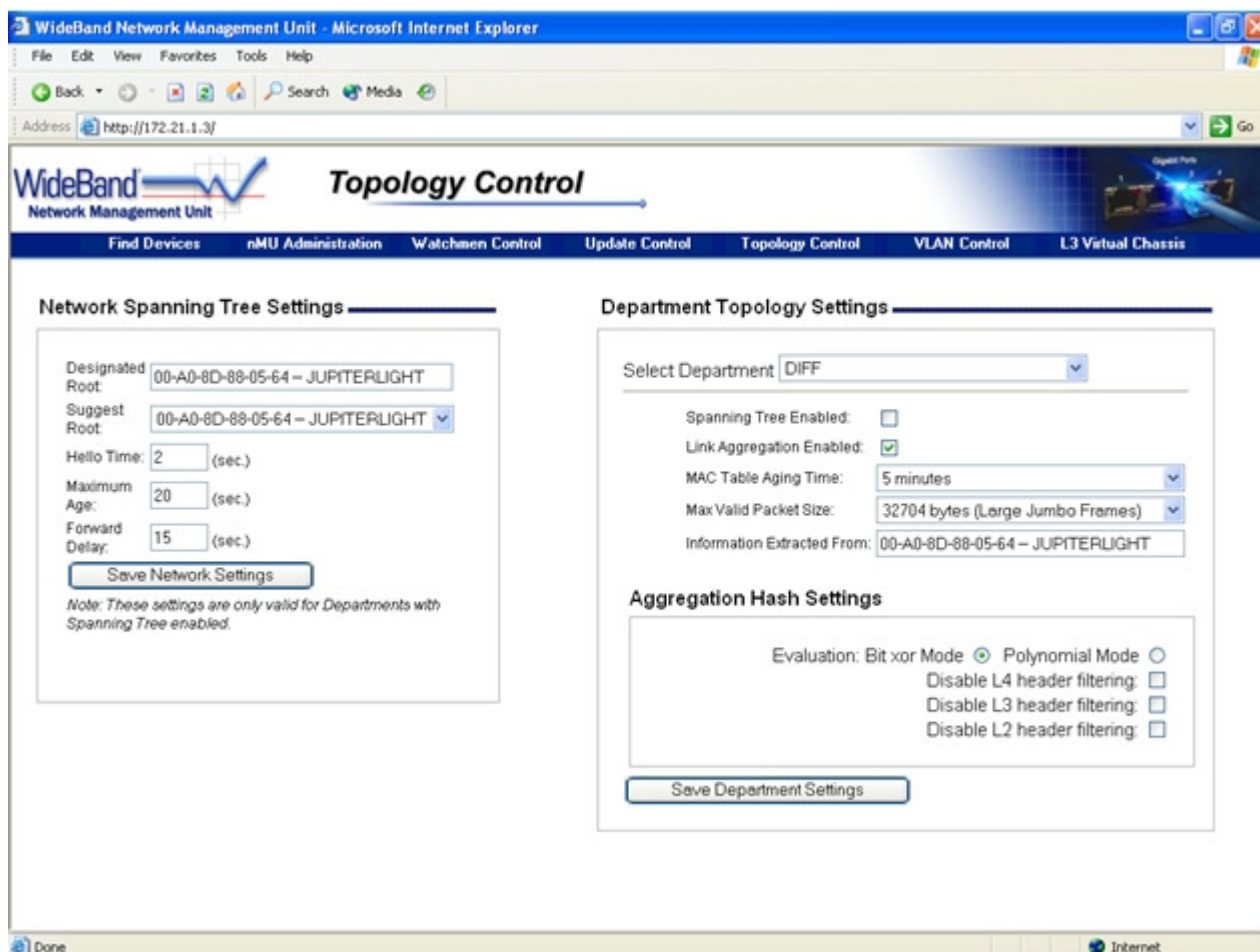 WideBand Network Management Unit - Microsoft Internet Explorer
File Edit View Favorites Tools Help
Back Search Media
Address http://172.21.1.3/ Go
WideBand
Network Management Unit
Topology Control
Gigabit Ports
1 2 3 4
Find Devices nMU Administration Watchmen Control Update Control Topology Control VLAN Control L3 Virtual Chassis
Network Spanning Tree Settings
Designated Root: 00-A0-8D-88-05-64 – JUPITERLIGHT
Suggest Root: 00-A0-8D-88-05-64 – JUPITERLIGHT
Hello Time: 2 (sec.)
Maximum Age: 20 (sec.)
Forward Delay: 15 (sec.)
Save Network Settings
Note: These settings are only valid for Departments with
Spanning Tree enabled.
Department Topology Settings
Select Department DIFF
Spanning Tree Enabled:
Link Aggregation Enabled:
MAC Table Aging Time: 5 minutes
Max Valid Packet Size: 32704 bytes (Large Jumbo Frames)
Information Extracted From: 00-A0-8D-88-05-64 – JUPITERLIGHT
Aggregation Hash Settings
Evaluation: Bit xor Mode Polynomial Mode
Disable L4 header filtering:
Disable L3 header filtering:
Disable L2 header filtering:
Save Department Settings
Done Internet